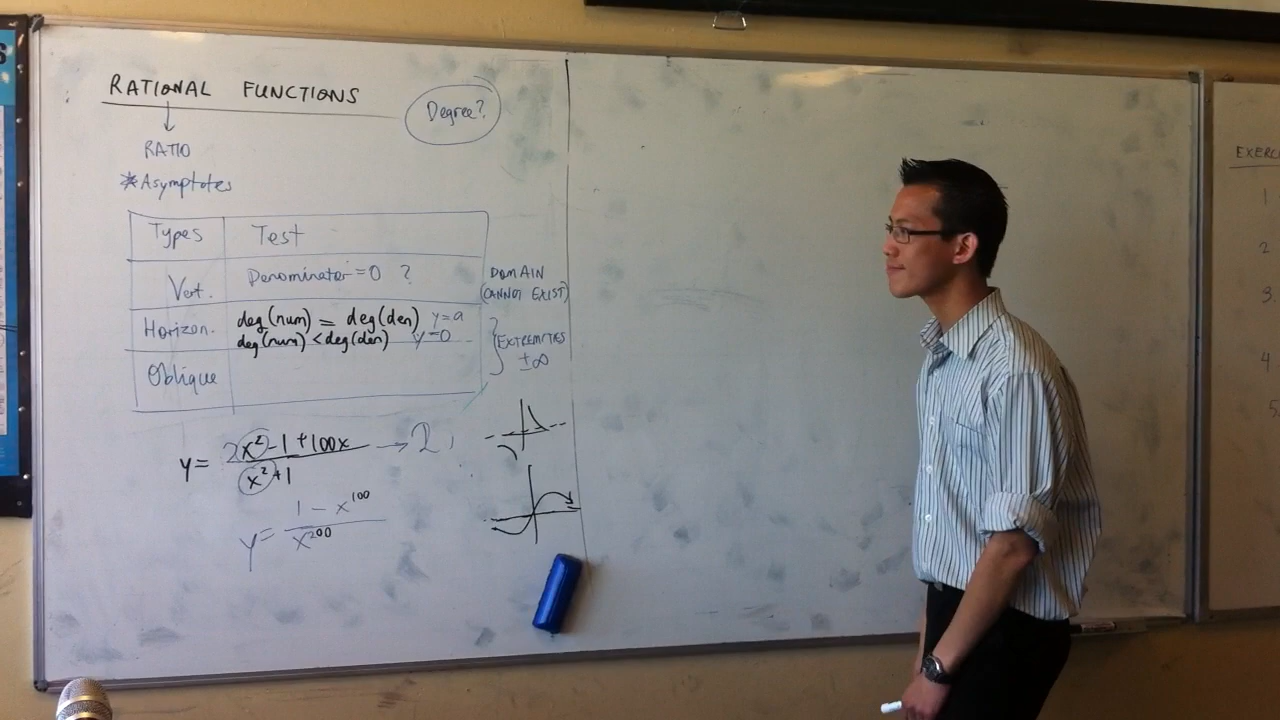 RATIONAL FUNCTIONS
Degree?
RATIO
*Asymptotes
Types Test
Vert. Denominator = 0 ?
DOMAIN
(CANNOT EXIST)
Horizon. deg(num) = deg(den) y=a
deg(num) < deg(den) y=0
} EXTREMITIES
±∞
Oblique
y = (2x²-1+100x)/(x²+1) → 2
y = (1-x¹⁰⁰)/(x²⁰⁰)
EXERC
1
2
3.
4
5